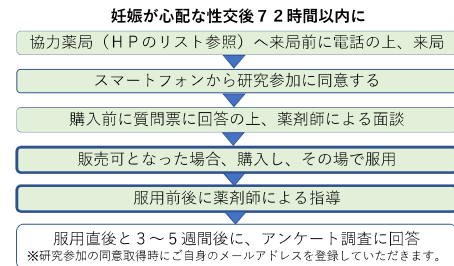 妊娠が心配な性交後７２時間以内に
協力薬局（ＨＰのリスト参照）へ来局前に電話の上、来局
スマートフォンから研究参加に同意する
購入前に質問票に回答の上、薬剤師による面談
販売可となった場合、購入し、その場で服用
服用前後に薬剤師による指導
服用直後と３～５週間後に、アンケート調査に回答
※研究参加の同意取得時にご自身のメールアドレスを登録していただきます。